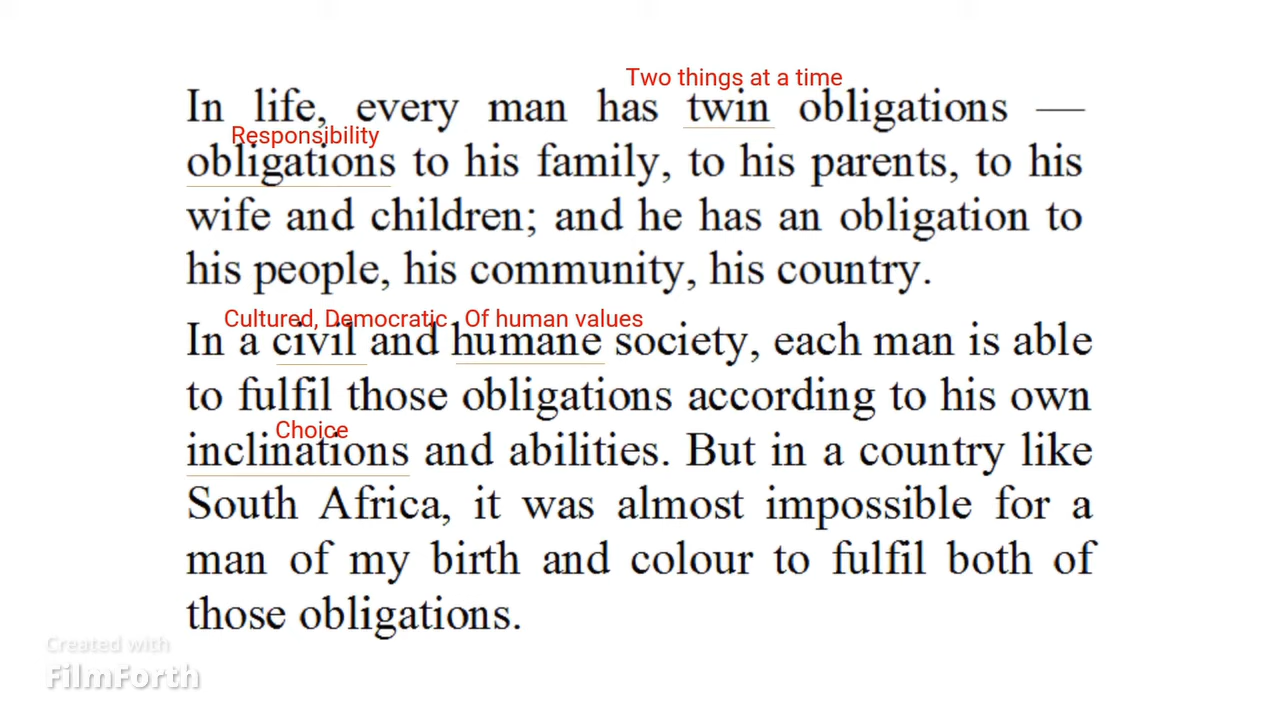 Two things at a time
In life, every man has twin obligations —
Responsibility
obligations to his family, to his parents, to his
wife and children; and he has an obligation to
his people, his community, his country.
Cultured, Democratic Of human values
In a civil and humane society, each man is able
to fulfil those obligations according to his own
Choice
inclinations and abilities. But in a country like
South Africa, it was almost impossible for a
man of my birth and colour to fulfil both of
those obligations.
Created with
FilmForth